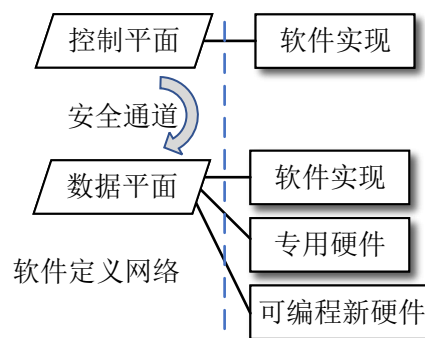 控制平面
软件实现
安全通道
数据平面
软件实现
专用硬件
软件定义网络
可编程新硬件